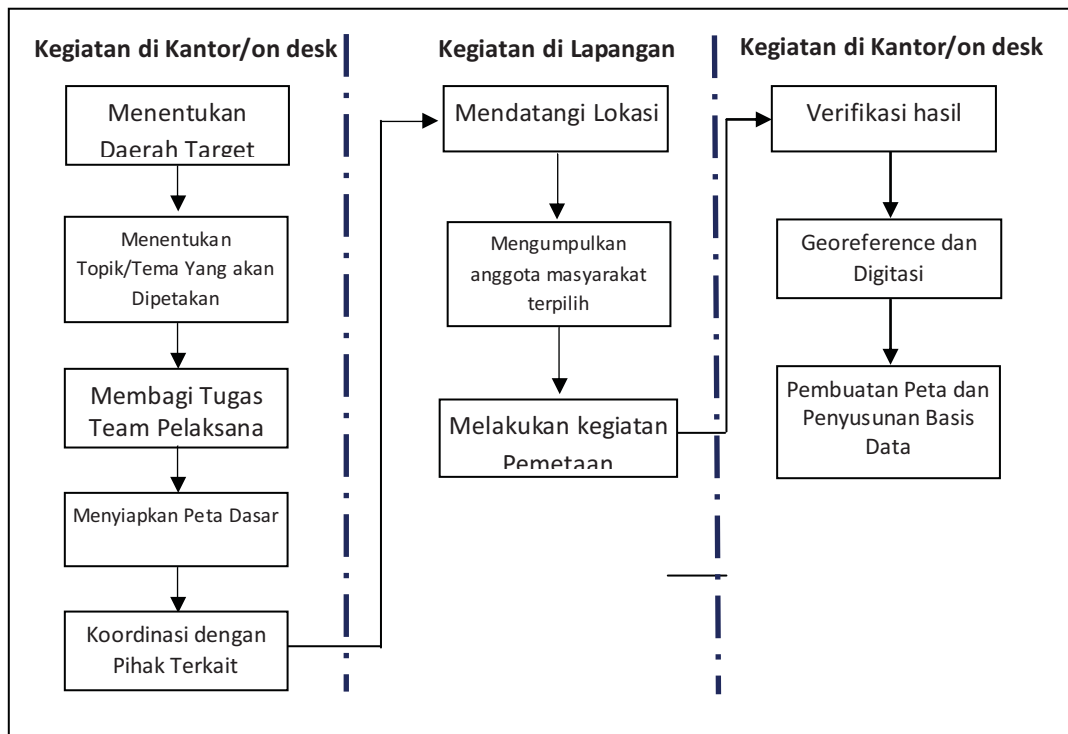 Kegiatan di Kantor/on desk
Menentukan
Daerah Target
Menentukan
Topik/Tema Yang akan
Dipetakan
Membagi Tugas
Team Pelaksana
Menyiapkan Peta Dasar
Koordinasi dengan
Pihak Terkait
Kegiatan di Lapangan
Mendatangi Lokasi
Mengumpulkan
anggota masyarakat
terpilih
Melakukan kegiatan
Pemetaan
Kegiatan di Kantor/on desk
Verifikasi hasil
Georeference dan
Digitasi
Pembuatan Peta dan
Penyusunan Basis
Data